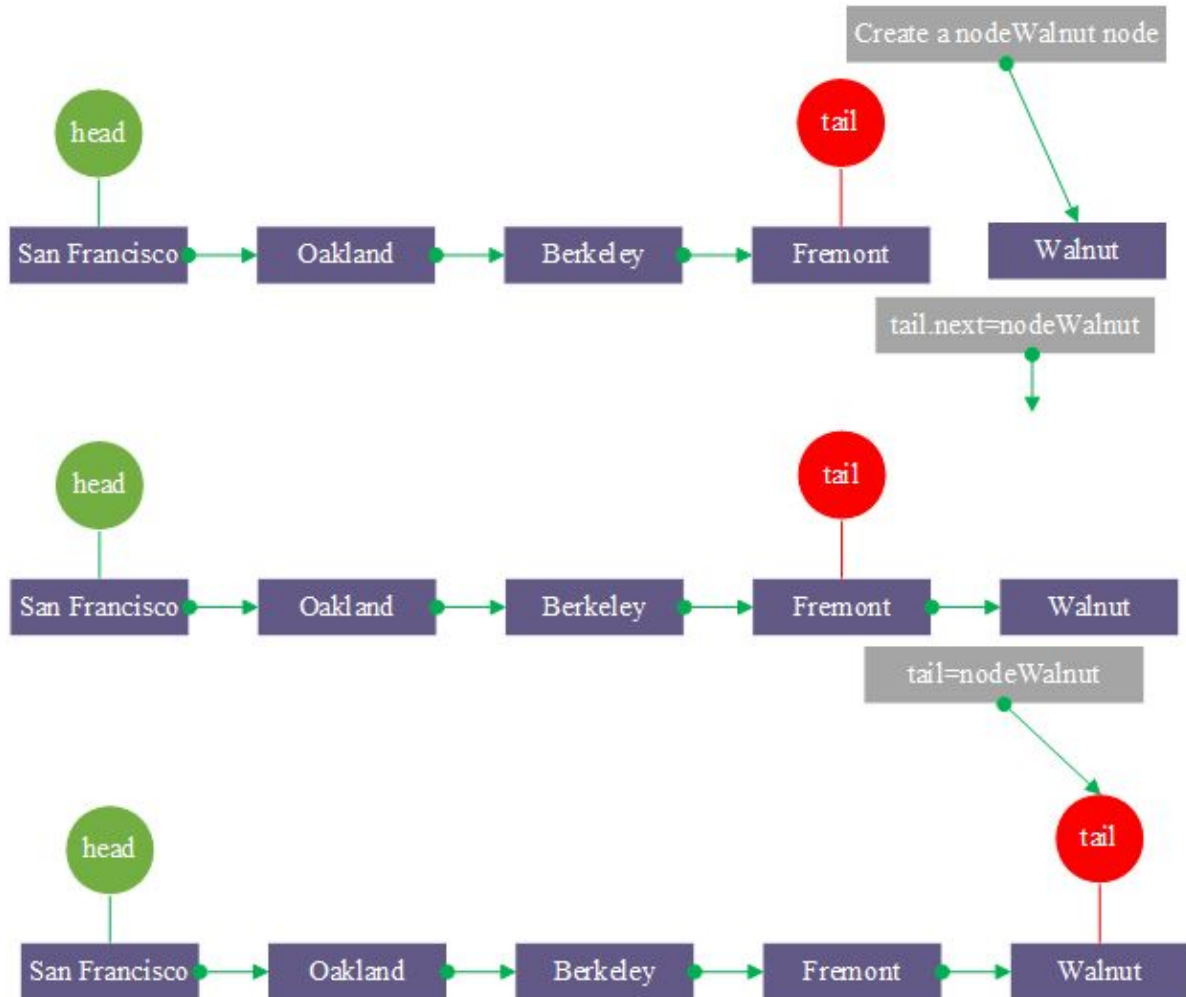 Create a nodeWalnut node
head
tail
San Francisco
Oakland
Berkeley
Fremont
Walnut
tail.next=nodeWalnut
head
tail
San Francisco
Oakland
Berkeley
Fremont
Walnut
tail=nodeWalnut
head
tail
San Francisco
Oakland
Berkeley
Fremont
Walnut